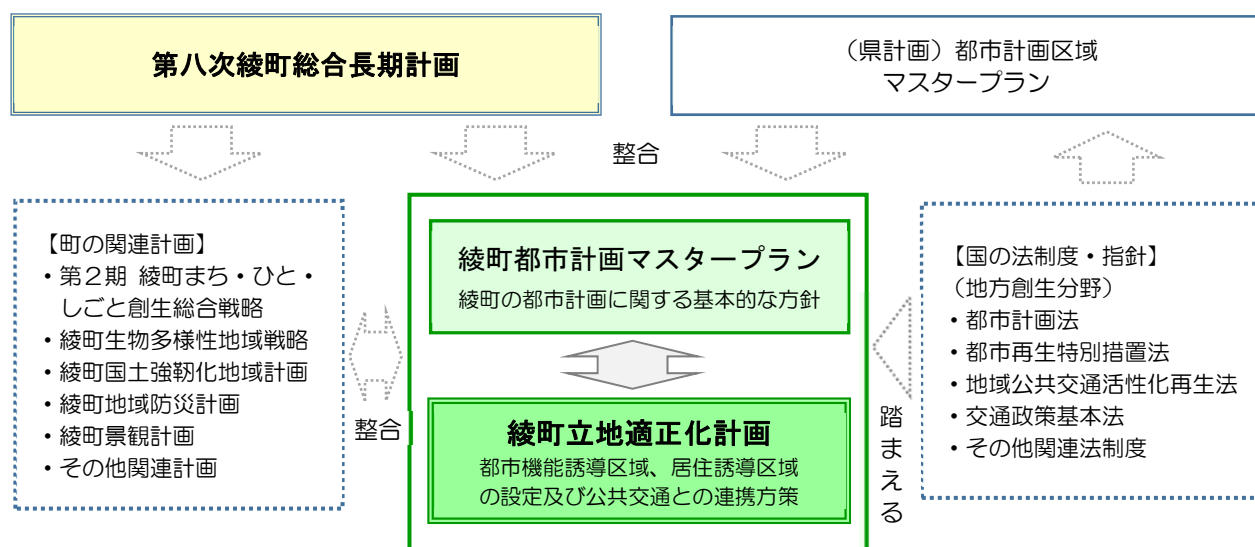 第八次綾町総合長期計画
（県計画）都市計画区域
マスタープラン
整合
【町の関連計画】
・第２期 綾町まち・ひと・
しごと創生総合戦略
・綾町生物多様性地域戦略
・綾町国土強靭化地域計画
・綾町地域防災計画
・綾町景観計画
・その他関連計画
整合
綾町都市計画マスタープラン
綾町の都市計画に関する基本的な方針
綾町立地適正化計画
都市機能誘導区域、居住誘導区域
の設定及び公共交通との連携方策
踏まえる
【国の法制度・指針】
（地方創生分野）
・都市計画法
・都市再生特別措置法
・地域公共交通活性化再生法
・交通政策基本法
・その他関連法制度